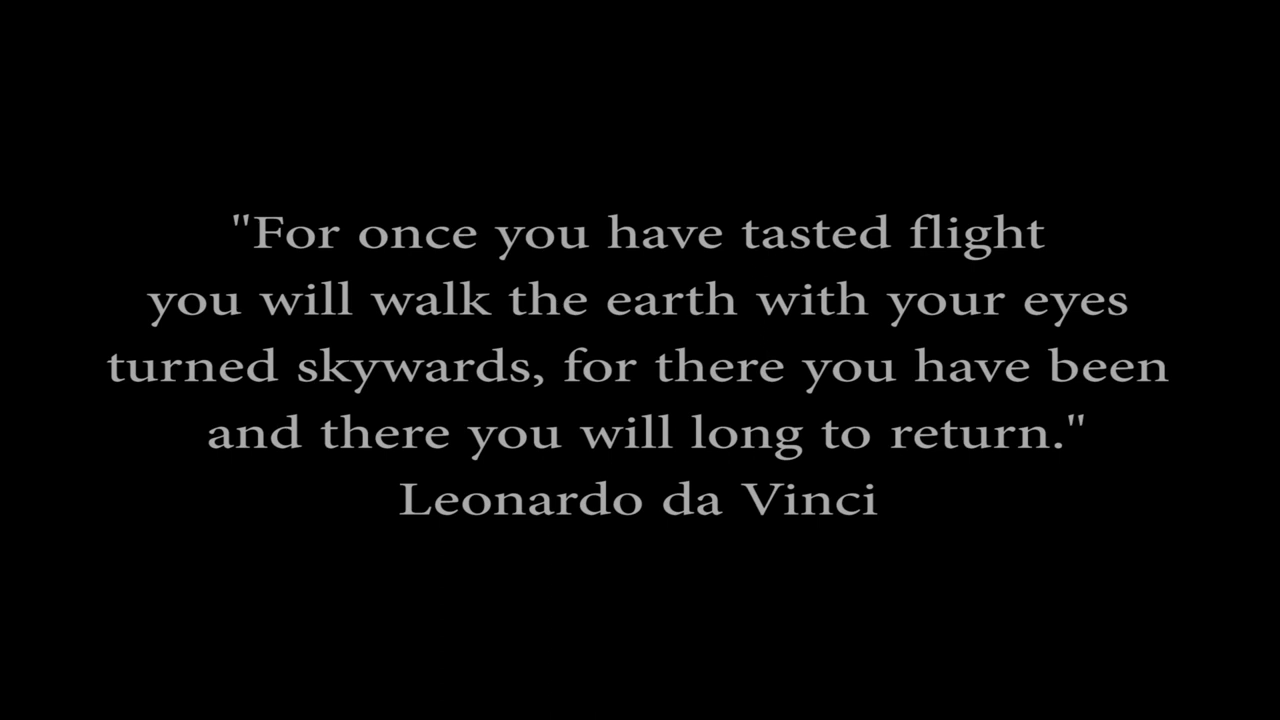 "For once you have tasted flight
you will walk the earth with your eyes
turned skywards, for there you have been
and there you will long to return."
Leonardo da Vinci